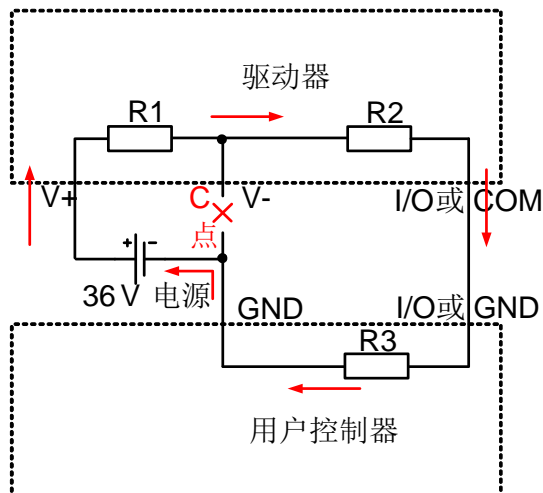 驱动器
R1
R2
V+
C
点
V-
I/O或 COM
36V 电源
GND
I/O或 GND
R3
用户控制器